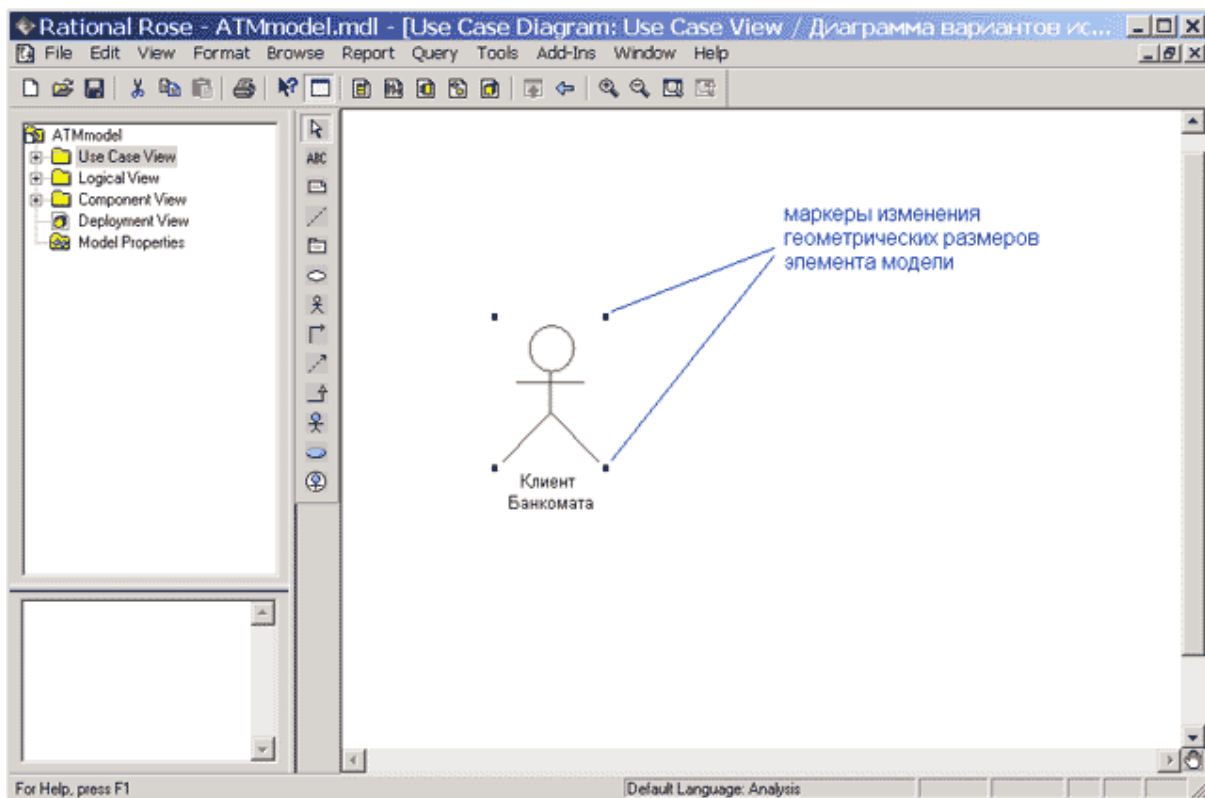 Rational Rose - ATMmodel.mdl - [Use Case Diagram: Use Case View / Диаграмма вариантов ис...
File Edit View Format Browse Report Query Tools Add-Ins Window Help
ATMmodel
Use Case View
Logical View
Component View
Deployment View
Model Properties
ABC
маркеры изменения
геометрических размеров
элемента модели
Клиент
Банкомата
For Help, press F1
Default Language: Analysis